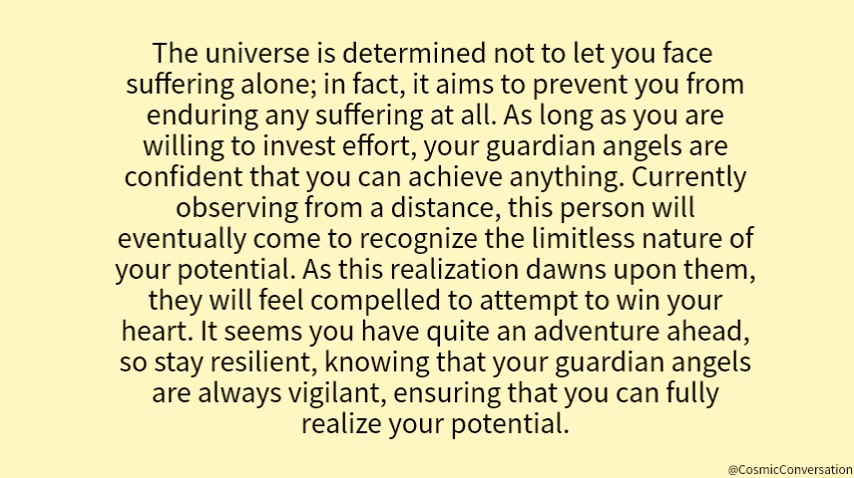 The universe is determined not to let you face
suffering alone; in fact, it aims to prevent you from
enduring any suffering at all. As long as you are
willing to invest effort, your guardian angels are
confident that you can achieve anything. Currently
observing from a distance, this person will
eventually come to recognize the limitless nature of
your potential. As this realization dawns upon them,
they will feel compelled to attempt to win your
heart. It seems you have quite an adventure ahead,
so stay resilient, knowing that your guardian angels
are always vigilant, ensuring that you can fully
realize your potential.
@CosmicConversation